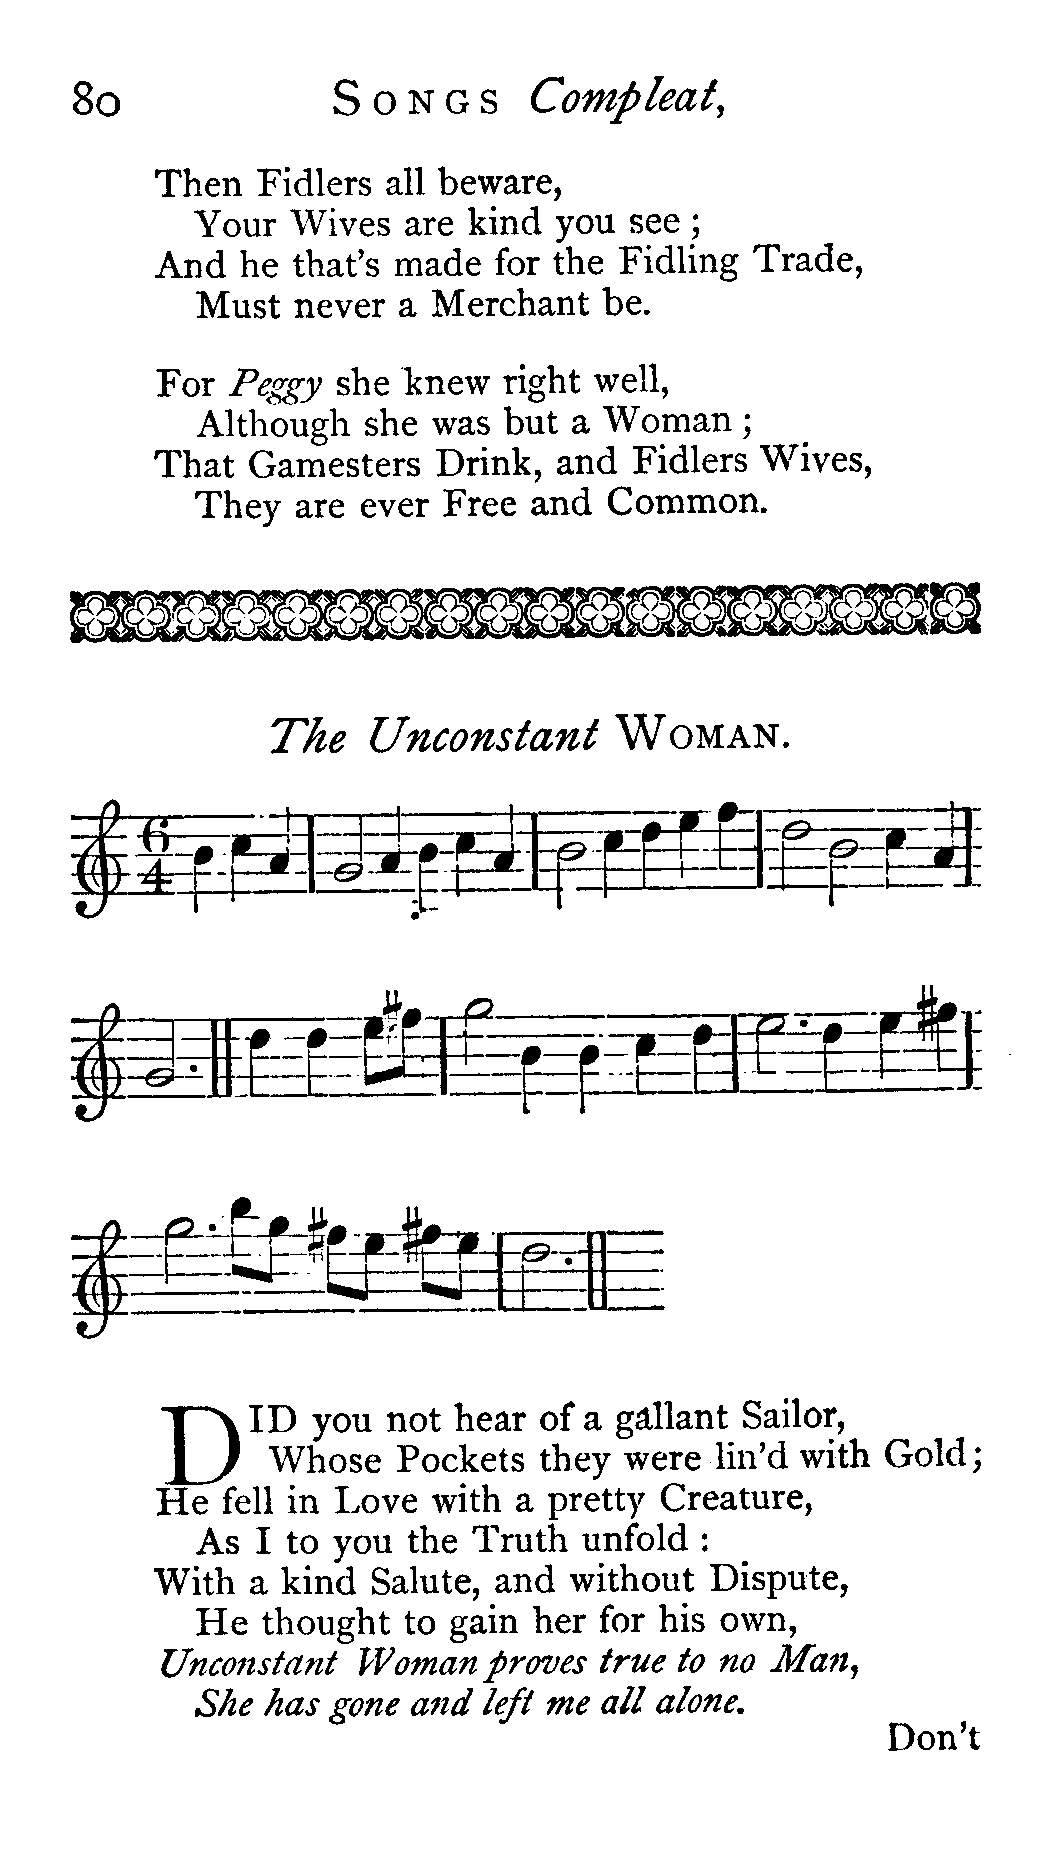 80 SONGS Compleat,
Then Fidlers all beware,
Your Wives are kind you see ;
And he that's made for the Fidling Trade,
Must never a Merchant be.
For Peggy she knew right well,
Although she was but a Woman ;
That Gamesters Drink, and Fidlers Wives,
They are ever Free and Common.
The Unconstant WOMAN.
6
4
DID you not hear of a gallant Sailor,
Whose Pockets they were lin'd with Gold;
He fell in Love with a pretty Creature,
As I to you the Truth unfold :
With a kind Salute, and without Dispute,
He thought to gain her for his own,
Unconstant Woman proves true to no Man,
She has gone and left me all alone.
Don't